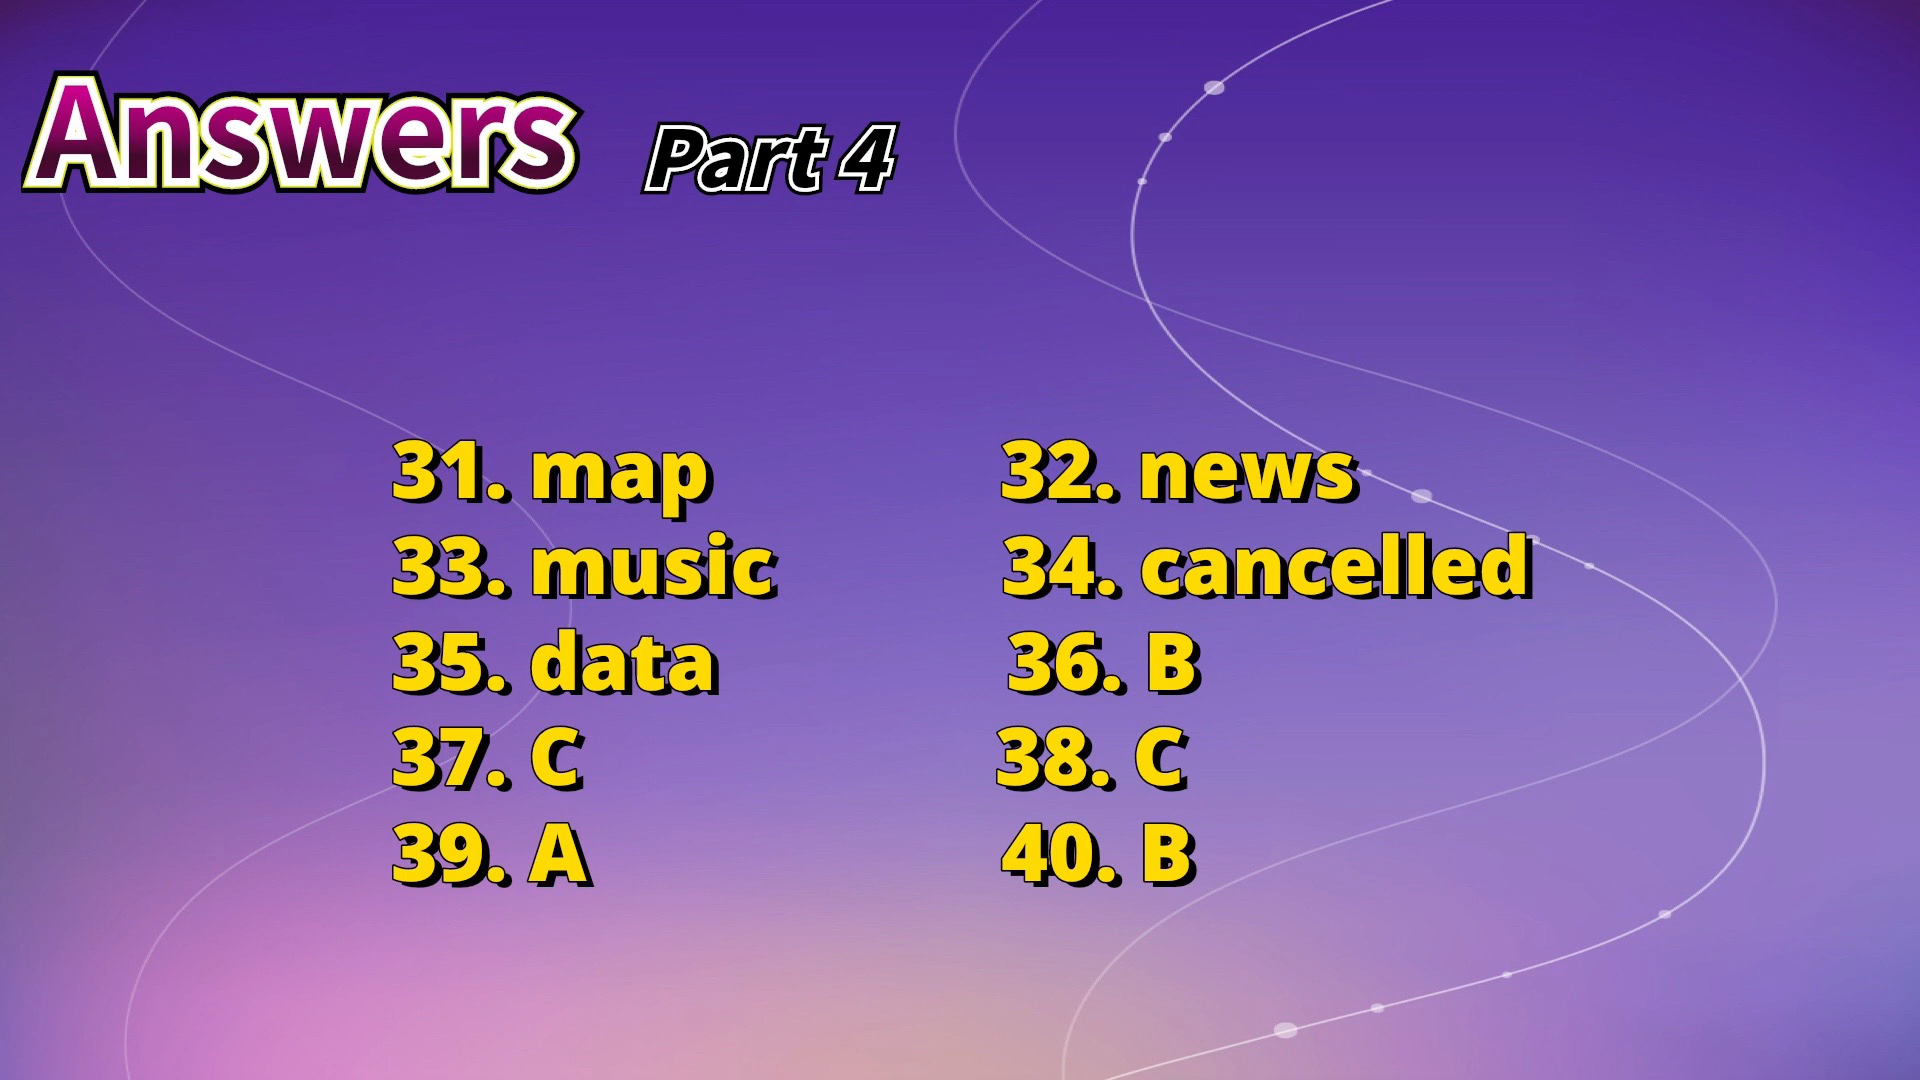 Answers Part 4
31. map 32. news
33. music 34. cancelled
35. data 36. B
37. C 38. C
39. A 40. B